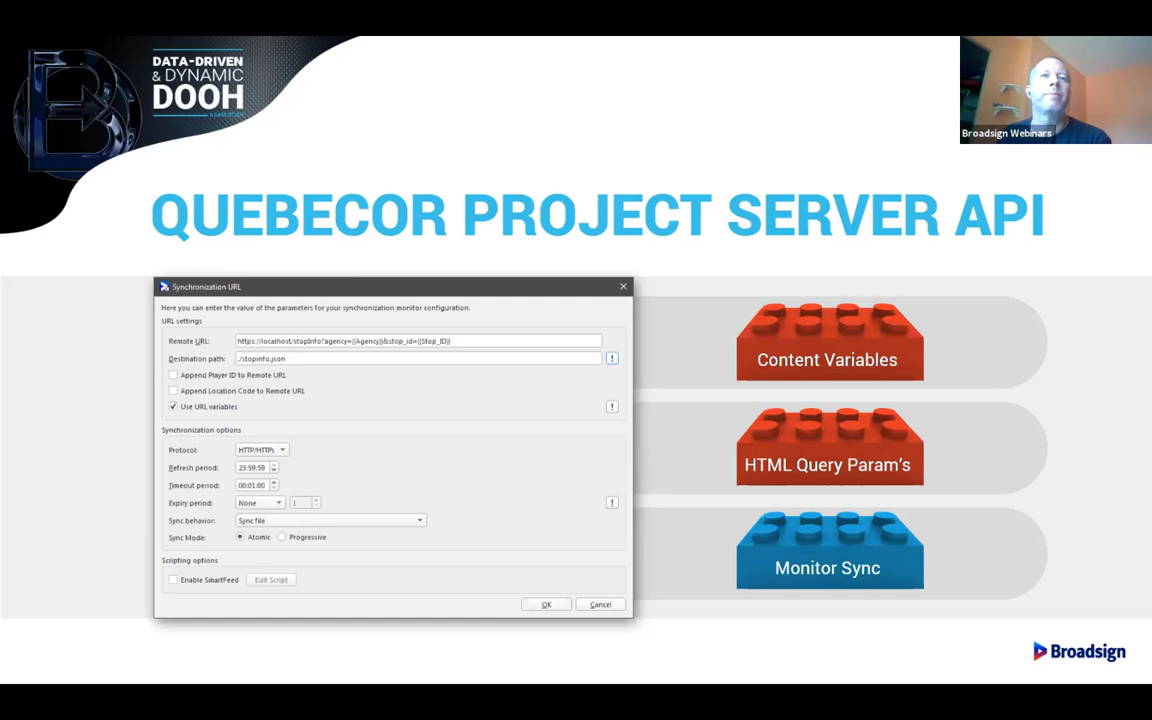 DATA-DRIVEN
& DYNAMIC
DOOH
Broadsign Webinars
QUEBECOR PROJECT SERVER API
Synchronization URL
Here you can enter the value of the parameters for your synchronization monitor configuration.
URL settings
Remote URL: https://localhost/stopInfo?agency={{Agency}}&stop_id={{Stop_ID}}
Destination path: ./stopinfo.json
Append Player ID to Remote URL
Append Location Code to Remote URL
Use URL variables
Synchronization options
Protocol: HTTP/HTTPs
Refresh period: 23:59:59
Timeout period: 00:01:00
Expiry period: None 1
Sync behavior: Sync file
Sync Mode: Atomic Progressive
Scripting options
Enable SmartFeed Edit Script
OK Cancel
Content Variables
HTML Query Param's
Monitor Sync
Broadsign